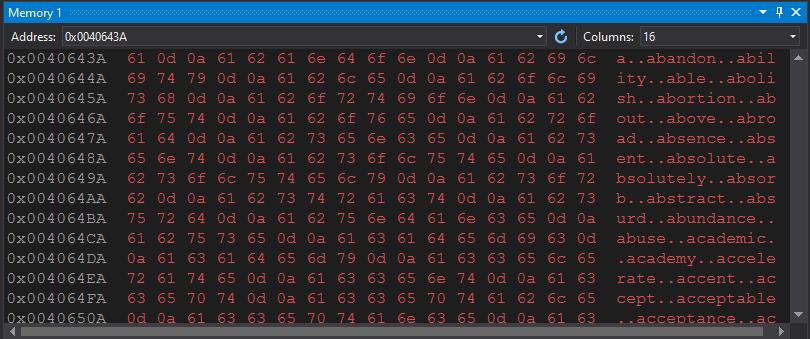 Memory 1
Address: 0x0040643A Columns: 16
0x0040643A 61 0d 0a 61 62 61 6e 64 6f 6e 0d 0a 61 62 69 6c a..abandon..abil
0x0040644A 69 74 79 0d 0a 61 62 6c 65 0d 0a 61 62 6f 6c 69 ity..able..aboli
0x0040645A 73 68 0d 0a 61 62 6f 72 74 69 6f 6e 0d 0a 61 62 sh..abortion..ab
0x0040646A 6f 75 74 0d 0a 61 62 6f 76 65 0d 0a 61 62 72 6f out..above..abro
0x0040647A 61 64 0d 0a 61 62 73 65 6e 63 65 0d 0a 61 62 73 ad..absence..abs
0x0040648A 65 6e 74 0d 0a 61 62 73 6f 6c 75 74 65 0d 0a 61 ent..absolute..a
0x0040649A 62 73 6f 6c 75 74 65 6c 79 0d 0a 61 62 73 6f 72 bsolutely..absor
0x004064AA 62 0d 0a 61 62 73 74 72 61 63 74 0d 0a 61 62 73 b..abstract..abs
0x004064BA 75 72 64 0d 0a 61 62 75 6e 64 61 6e 63 65 0d 0a urd..abundance..
0x004064CA 61 62 75 73 65 0d 0a 61 63 61 64 65 6d 69 63 0d abuse..academic.
0x004064DA 0a 61 63 61 64 65 6d 79 0d 0a 61 63 63 65 6c 65 .academy..accele
0x004064EA 72 61 74 65 0d 0a 61 63 63 65 6e 74 0d 0a 61 63 rate..accent..ac
0x004064FA 63 65 70 74 0d 0a 61 63 63 65 70 74 61 62 6c 65 cept..acceptable
0x0040650A 0d 0a 61 63 63 65 70 74 61 6e 63 65 0d 0a 61 63 ..acceptance..ac